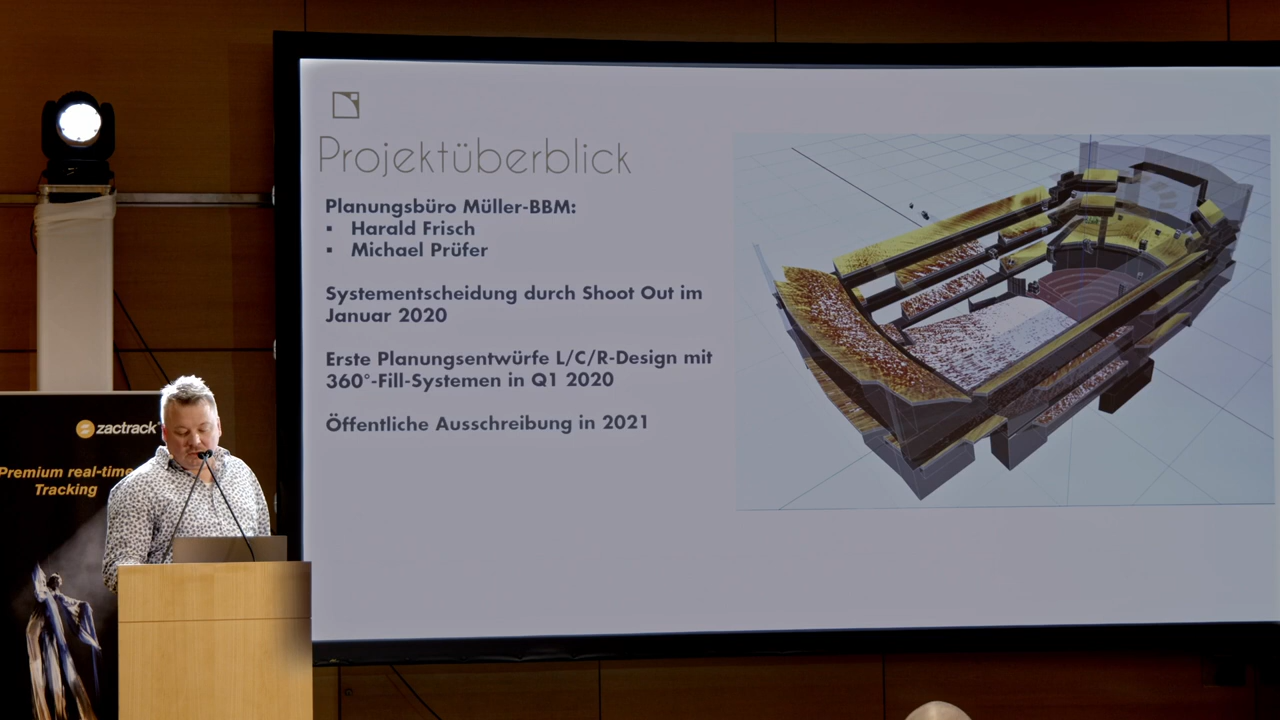 Projektüberblick
Planungsbüro Müller-BBM:
▪ Harald Frisch
▪ Michael Prüfer
Systementscheidung durch Shoot Out im
Januar 2020
Erste Planungsentwürfe L/C/R-Design mit
360°-Fill-Systemen in Q1 2020
Öffentliche Ausschreibung in 2021
zactrack
Premium real-time
Tracking